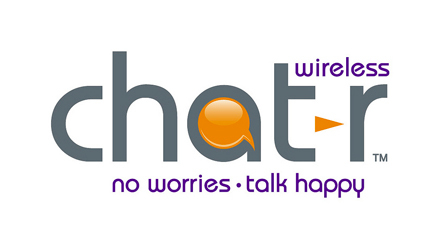 wireless
chat-r™
no worries • talk happy